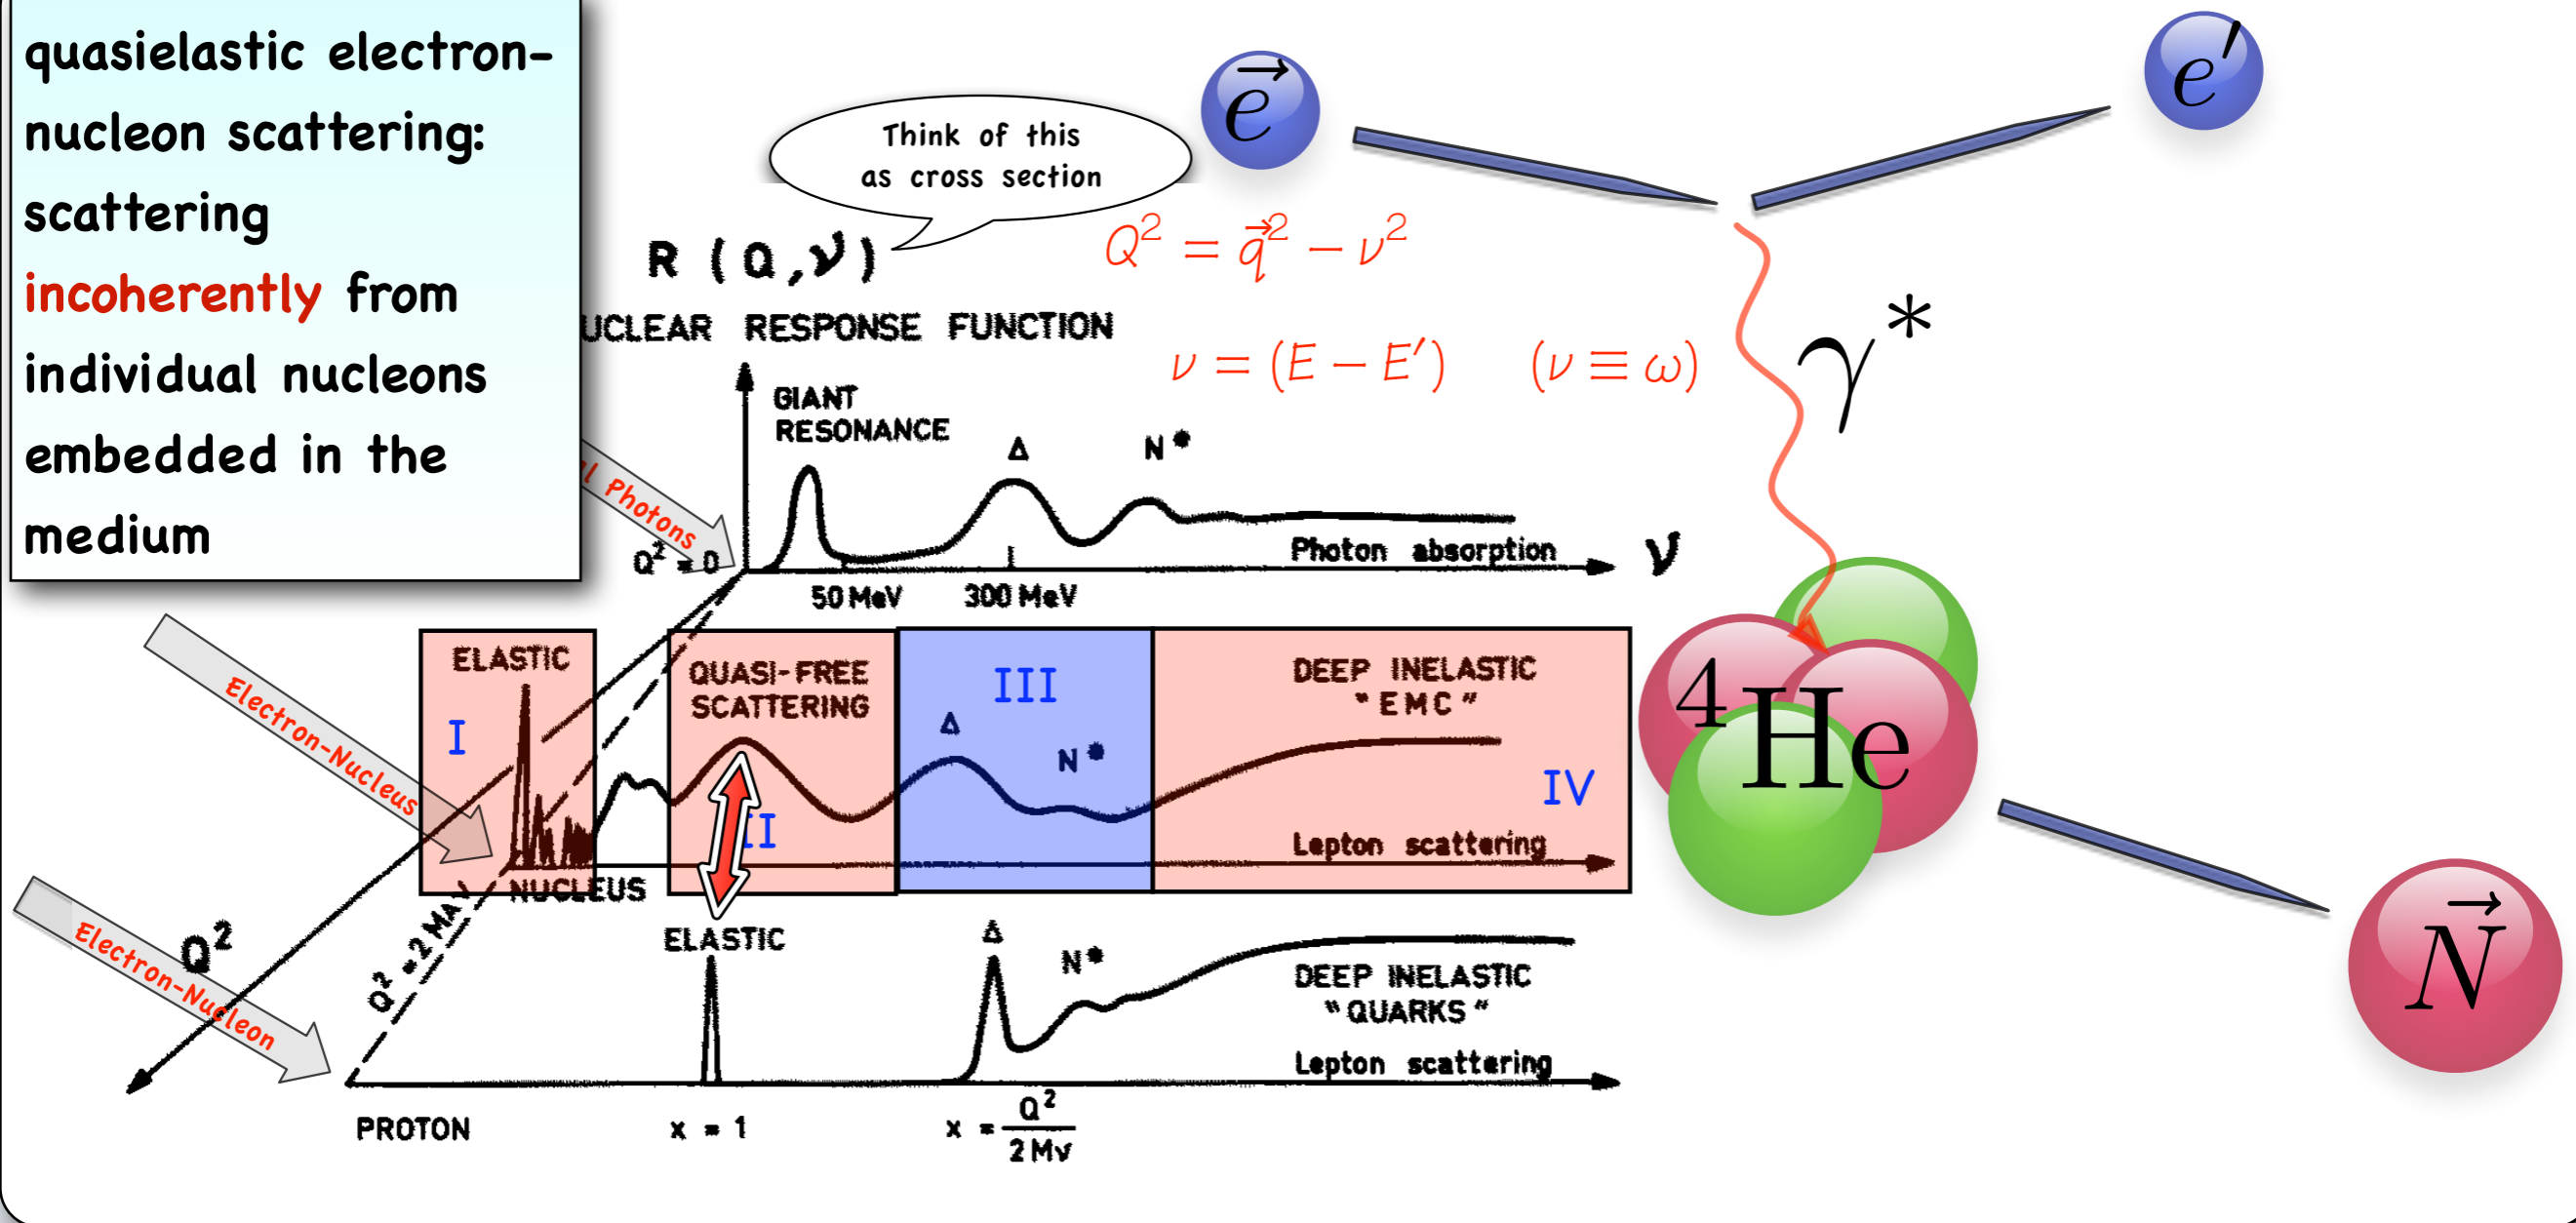 quasielastic electron-
nucleon scattering:
scattering
incoherently from
individual nucleons
embedded in the
medium
Think of this
as cross section
R (Q,ν)
UCLEAR RESPONSE FUNCTION
Q² = q⃗² − ν²
ν = (E − E′) (ν ≡ ω)
e⃗
e′
γ*
GIANT
RESONANCE
Δ
N*
Photons
Q² = 0
Photon absorption
ν
50 MeV
300 MeV
Electron-Nucleus
ELASTIC
I
QUASI-FREE
SCATTERING
II
III
Δ
N*
DEEP INELASTIC
"EMC"
IV
Lepton scattering
NUCLEUS
⁴He
N⃗
Electron-Nucleon
Q²
Q² = 2 MA ν
ELASTIC
Δ
N*
DEEP INELASTIC
"QUARKS"
Lepton scattering
PROTON
x = 1
x = Q² / 2Mν